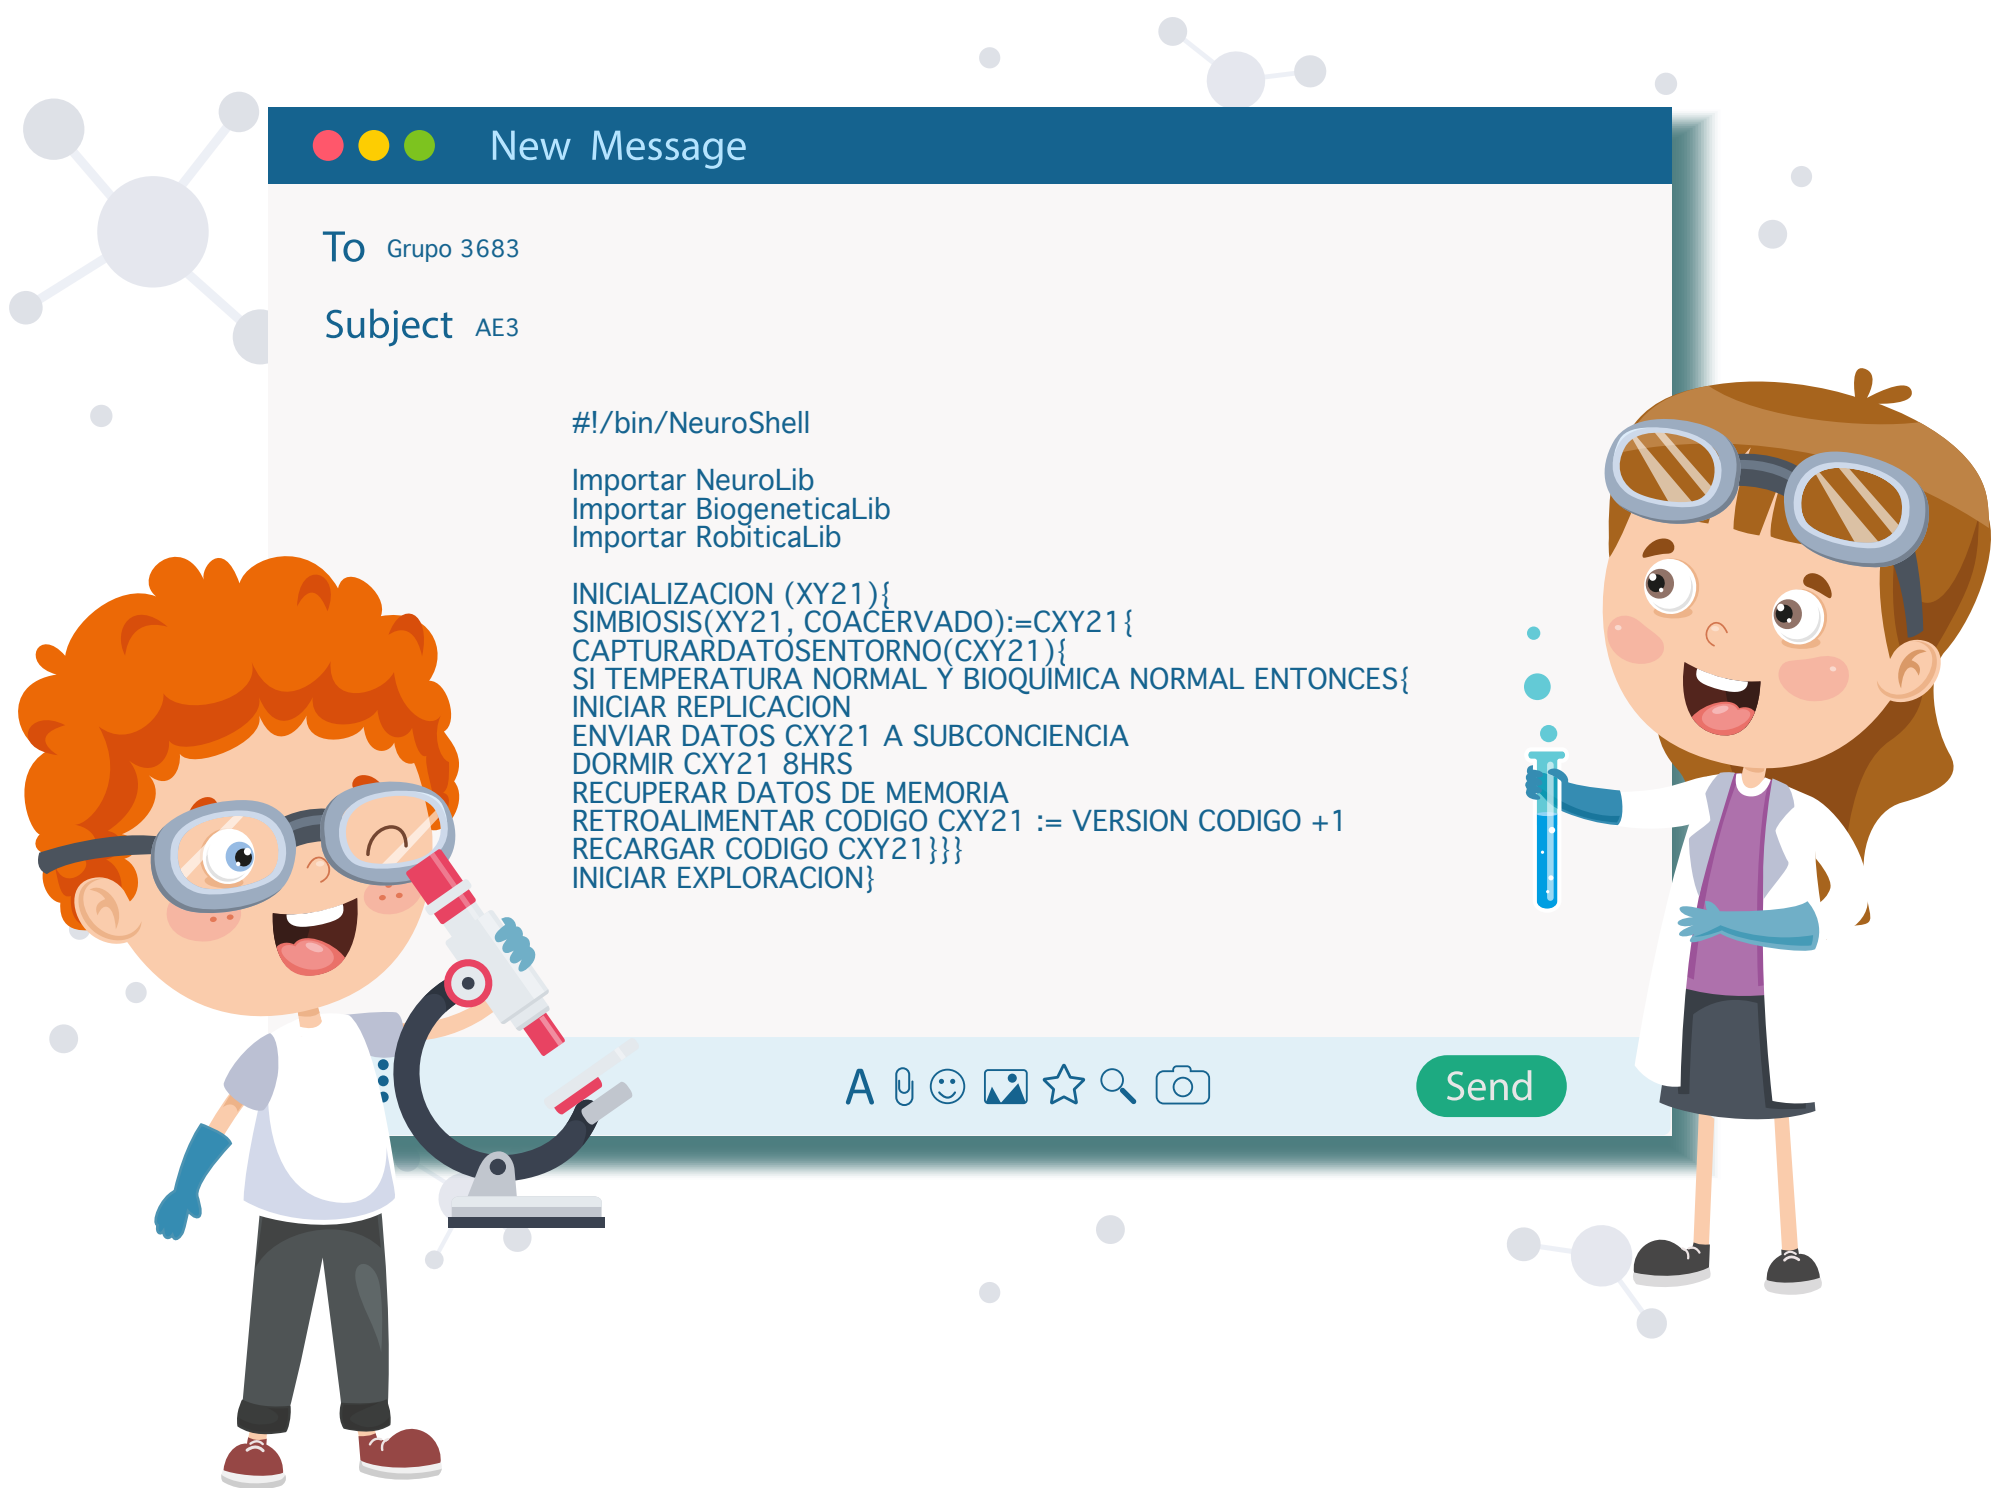 New Message
To Grupo 3683
Subject AE3
#!/bin/NeuroShell
Importar NeuroLib
Importar BiogeneticaLib
Importar RobiticaLib
INICIALIZACION (XY21){
SIMBIOSIS(XY21, COACERVADO):=CXY21{
CAPTURARDATOSENTORNO(CXY21){
SI TEMPERATURA NORMAL Y BIOQUIMICA NORMAL ENTONCES{
INICIAR REPLICACION
ENVIAR DATOS CXY21 A SUBCONCIENCIA
DORMIR CXY21 8HRS
RECUPERAR DATOS DE MEMORIA
RETROALIMENTAR CODIGO CXY21 := VERSION CODIGO +1
RECARGAR CODIGO CXY21}}}
INICIAR EXPLORACION}
A
Send